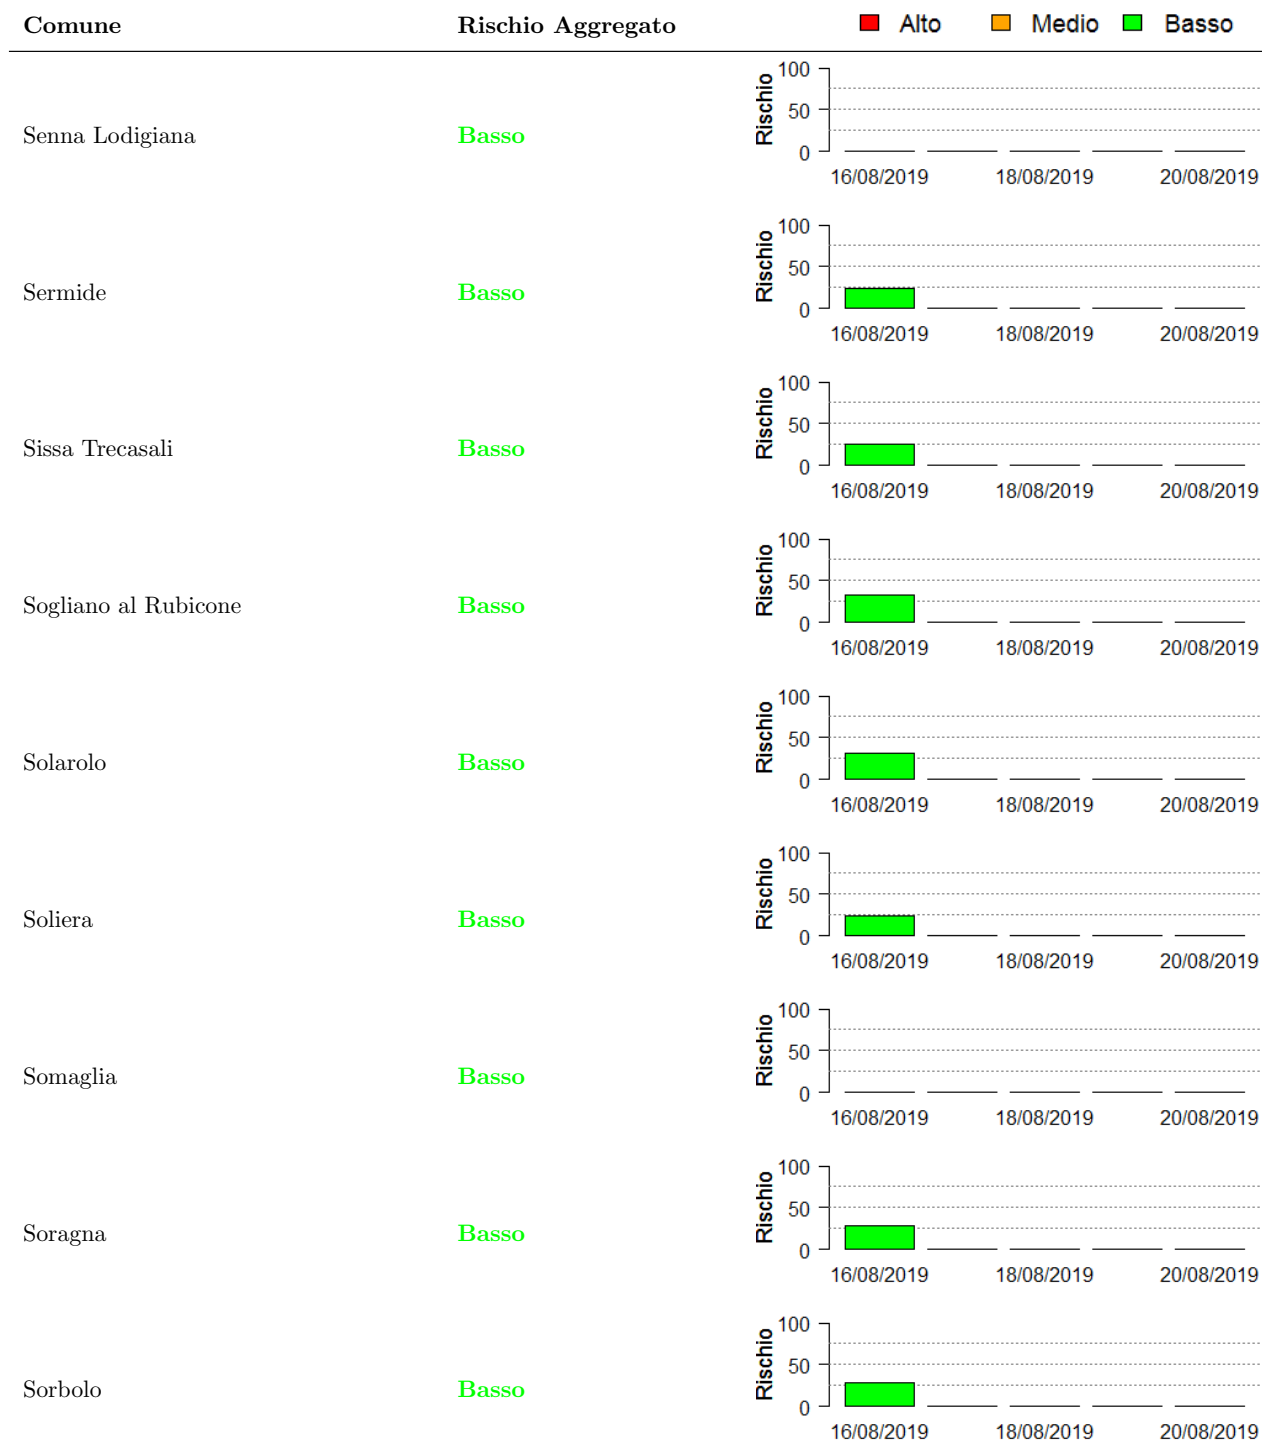 Comune Rischio Aggregato Alto Medio Basso
100
50
0
Rischio
Senna Lodigiana Basso
16/08/2019 18/08/2019 20/08/2019
100
50
0
Rischio
Sermide Basso
16/08/2019 18/08/2019 20/08/2019
100
50
0
Rischio
Sissa Trecasali Basso
16/08/2019 18/08/2019 20/08/2019
100
50
0
Rischio
Sogliano al Rubicone Basso
16/08/2019 18/08/2019 20/08/2019
100
50
0
Rischio
Solarolo Basso
16/08/2019 18/08/2019 20/08/2019
100
50
0
Rischio
Soliera Basso
16/08/2019 18/08/2019 20/08/2019
100
50
0
Rischio
Somaglia Basso
16/08/2019 18/08/2019 20/08/2019
100
50
0
Rischio
Soragna Basso
16/08/2019 18/08/2019 20/08/2019
100
50
0
Rischio
Sorbolo Basso
16/08/2019 18/08/2019 20/08/2019